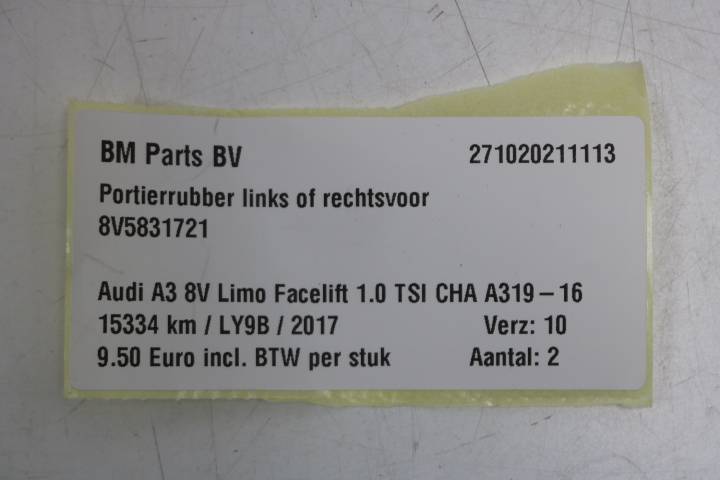 BM Parts BV 271020211113
Portierrubber links of rechtsvoor
8V5831721
Audi A3 8V Limo Facelift 1.0 TSI CHA A319-16
15334 km / LY9B / 2017 Verz: 10
9.50 Euro incl. BTW per stuk Aantal: 2